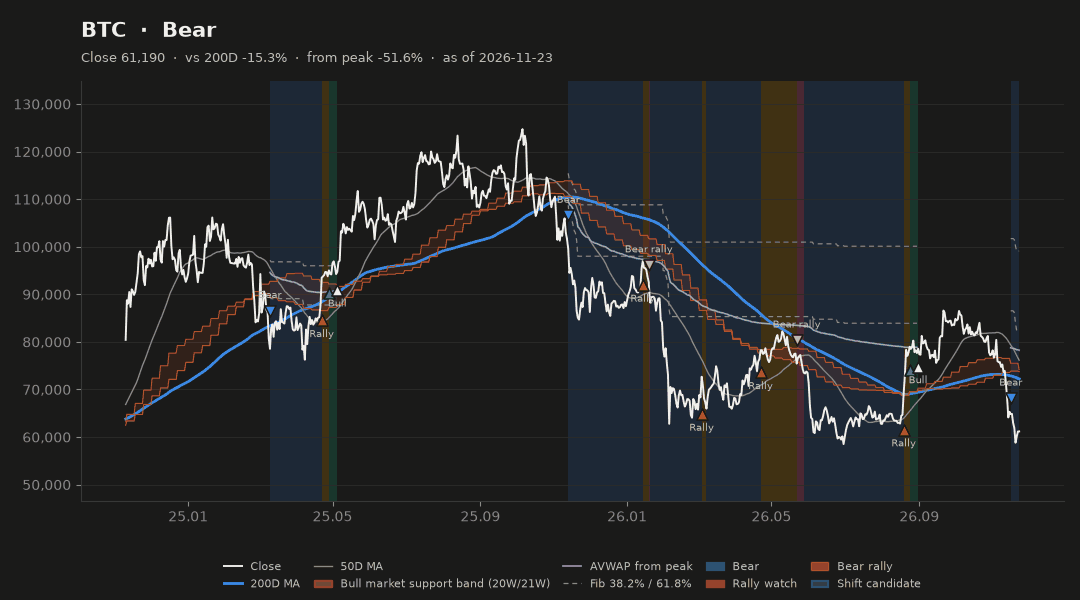 BTC · Bear
Close 61,190 · vs 200D -15.3% · from peak -51.6% · as of 2026-11-23
130,000
120,000
110,000
100,000
90,000
80,000
70,000
60,000
50,000
Bear
Rally
Bull
Bear
Rally
Bear rally
Rally
Rally
Bear rally
Rally
Bull
Bear
25.01
25.05
25.09
26.01
26.05
26.09
Close
50D MA
AVWAP from peak
Bear
Bear rally
200D MA
Bull market support band (20W/21W)
Fib 38.2% / 61.8%
Rally watch
Shift candidate